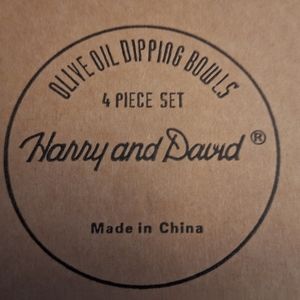 OLIVE OIL DIPPING BOWLS
4 PIECE SET
Harry and David ®
Made in China